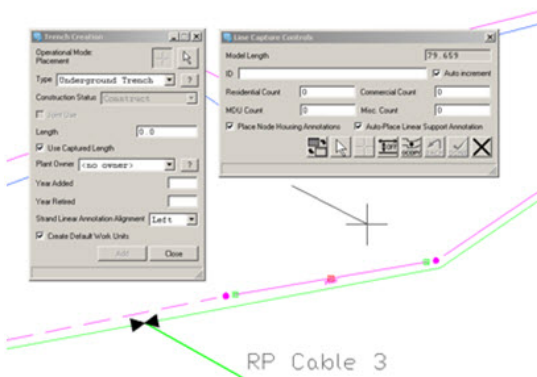 Trench Creation
Operational Mode:
Placement
Type Underground Trench ?
Construction Status Construct
Joint Use
Length 0.0
Use Captured Length
Plant Owner <no owner> ?
Year Added
Year Retired
Strand Linear Annotation Alignment Left
Create Default Work Units
Add Close
Line Capture Controls
Model Length 79.659
ID Auto increment
Residential Count 0 Commercial Count 0
MDU Count 0 Misc. Count 0
Place Node Housing Annotations Auto-Place Linear Support Annotation
RP Cable 3